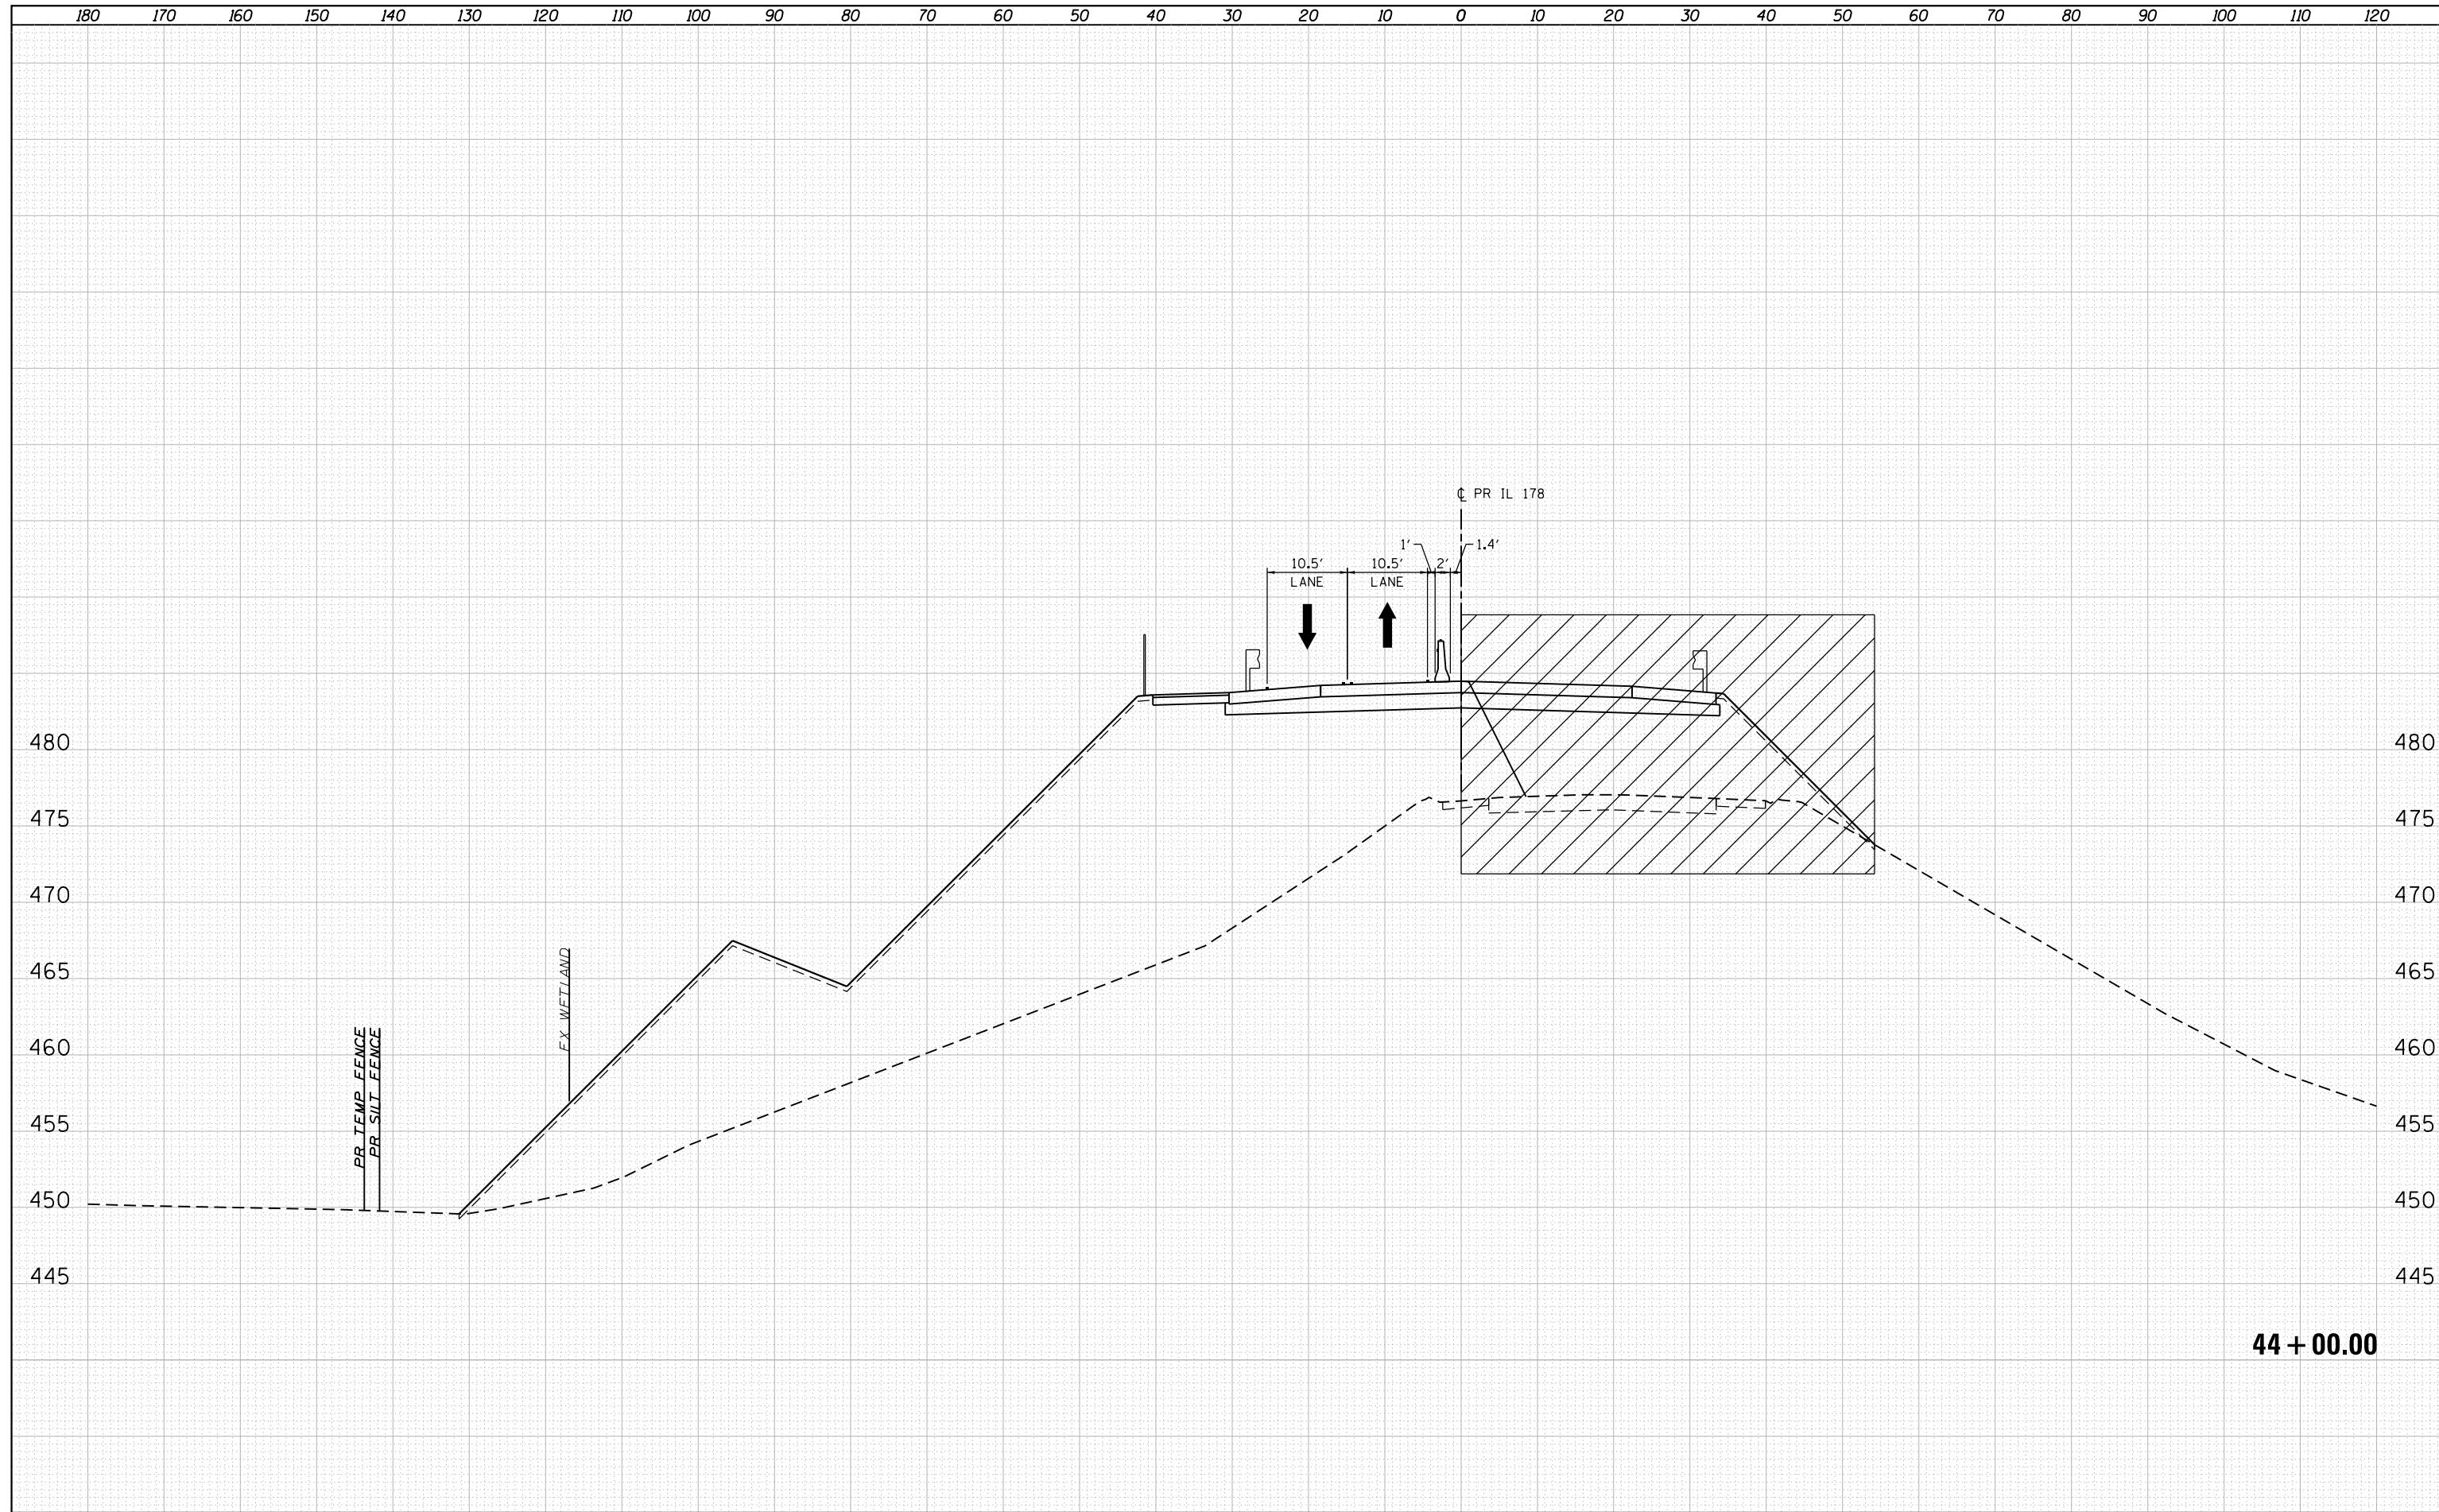 180 170 160 150 140 130 120 110 100 90 80 70 60 50 40 30 20 10 0 10 20 30 40 50 60 70 80 90 100 110 120
℄ PR IL 178
1' 1.4'
10.5' 10.5' 2'
LANE LANE
480 480
475 475
470 470
465 465
EX WETLAND
460 460
PR TEMP FENCE
PR SILT FENCE
455 455
450 450
445 445
44+00.00